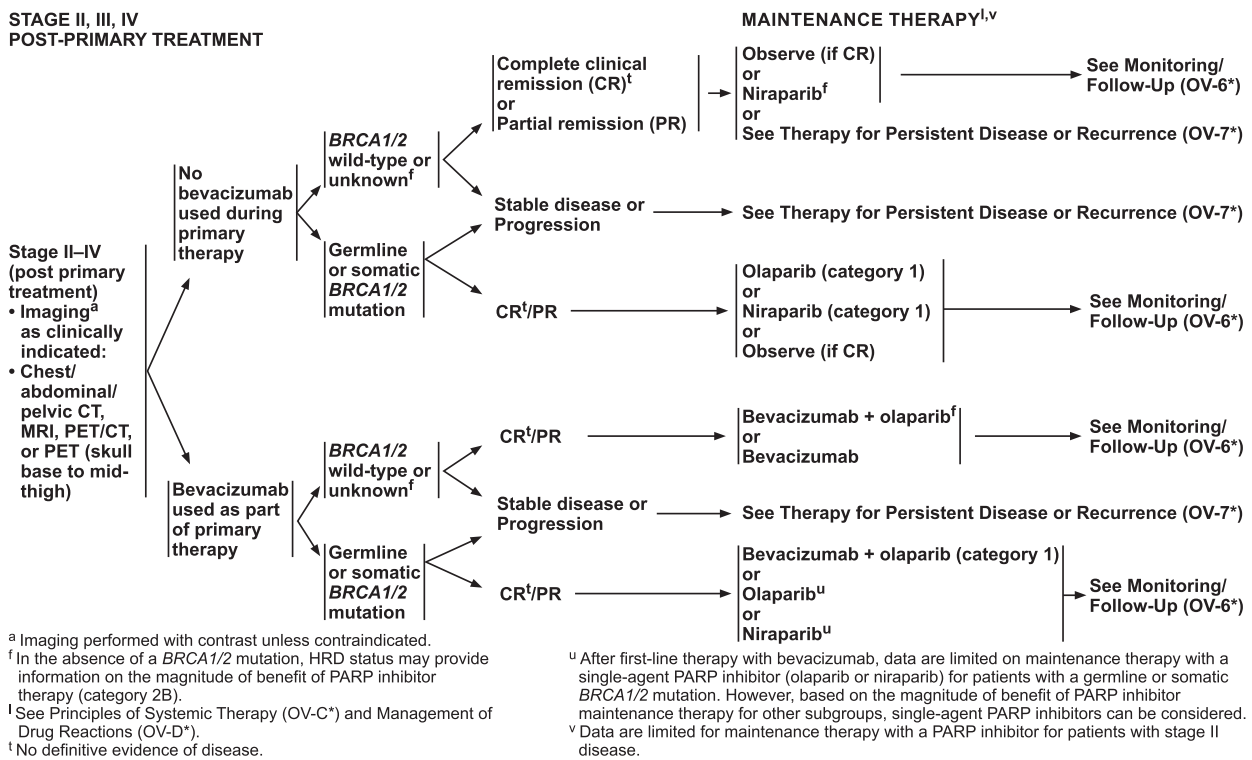 STAGE II, III, IV
POST-PRIMARY TREATMENT
MAINTENANCE THERAPYl,v
Stage II–IV
(post primary
treatment)
• Imaginga
as clinically
indicated:
• Chest/
abdominal/
pelvic CT,
MRI, PET/CT,
or PET (skull
base to mid-
thigh)
No
bevacizumab
used during
primary
therapy
BRCA1/2
wild-type or
unknownf
Complete clinical
remission (CR)t
or
Partial remission (PR)
Observe (if CR)
or
Niraparibf
or
See Therapy for Persistent Disease or Recurrence (OV-7*)
See Monitoring/
Follow-Up (OV-6*)
Stable disease or
Progression
See Therapy for Persistent Disease or Recurrence (OV-7*)
Germline
or somatic
BRCA1/2
mutation
CRt/PR
Olaparib (category 1)
or
Niraparib (category 1)
or
Observe (if CR)
See Monitoring/
Follow-Up (OV-6*)
Bevacizumab
used as part
of primary
therapy
BRCA1/2
wild-type or
unknownf
CRt/PR
Bevacizumab + olaparibf
or
Bevacizumab
See Monitoring/
Follow-Up (OV-6*)
Stable disease or
Progression
See Therapy for Persistent Disease or Recurrence (OV-7*)
Germline
or somatic
BRCA1/2
mutation
CRt/PR
Bevacizumab + olaparib (category 1)
or
Olaparibu
or
Niraparibu
See Monitoring/
Follow-Up (OV-6*)
a Imaging performed with contrast unless contraindicated.
f In the absence of a BRCA1/2 mutation, HRD status may provide
information on the magnitude of benefit of PARP inhibitor
therapy (category 2B).
l See Principles of Systemic Therapy (OV-C*) and Management of
Drug Reactions (OV-D*).
t No definitive evidence of disease.
u After first-line therapy with bevacizumab, data are limited on maintenance therapy with a
single-agent PARP inhibitor (olaparib or niraparib) for patients with a germline or somatic
BRCA1/2 mutation. However, based on the magnitude of benefit of PARP inhibitor
maintenance therapy for other subgroups, single-agent PARP inhibitors can be considered.
v Data are limited for maintenance therapy with a PARP inhibitor for patients with stage II
disease.